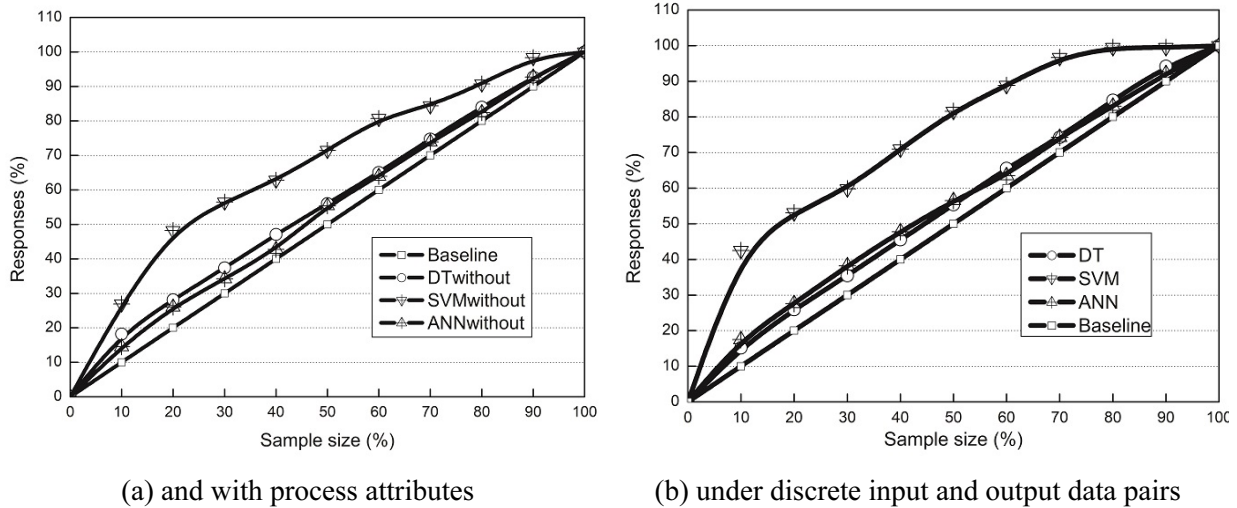 110
100
90
80
70
60
50
40
30
20
10
0
Responses (%)
0 10 20 30 40 50 60 70 80 90 100
Sample size (%)
Baseline
DTwithout
SVMwithout
ANNwithout
(a) and with process attributes
110
100
90
80
70
60
50
40
30
20
10
0
Responses (%)
0 10 20 30 40 50 60 70 80 90 100
Sample size (%)
DT
SVM
ANN
Baseline
(b) under discrete input and output data pairs